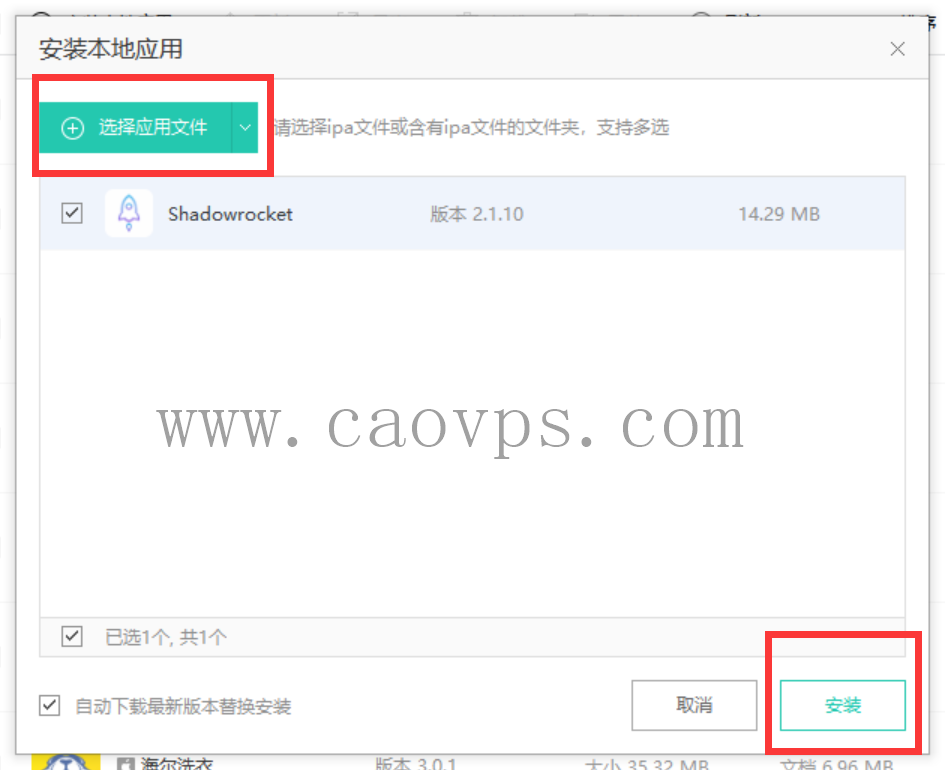 安装本地应用
选择应用文件 请选择ipa文件或含有ipa文件的文件夹，支持多选
Shadowrocket 版本 2.1.10 14.29 MB
www.caovps.com
已选1个, 共1个
自动下载最新版本替换安装 取消 安装
海尔洗衣 版本 3.0.1 大小 35.32 MB 文档 6.96 MB